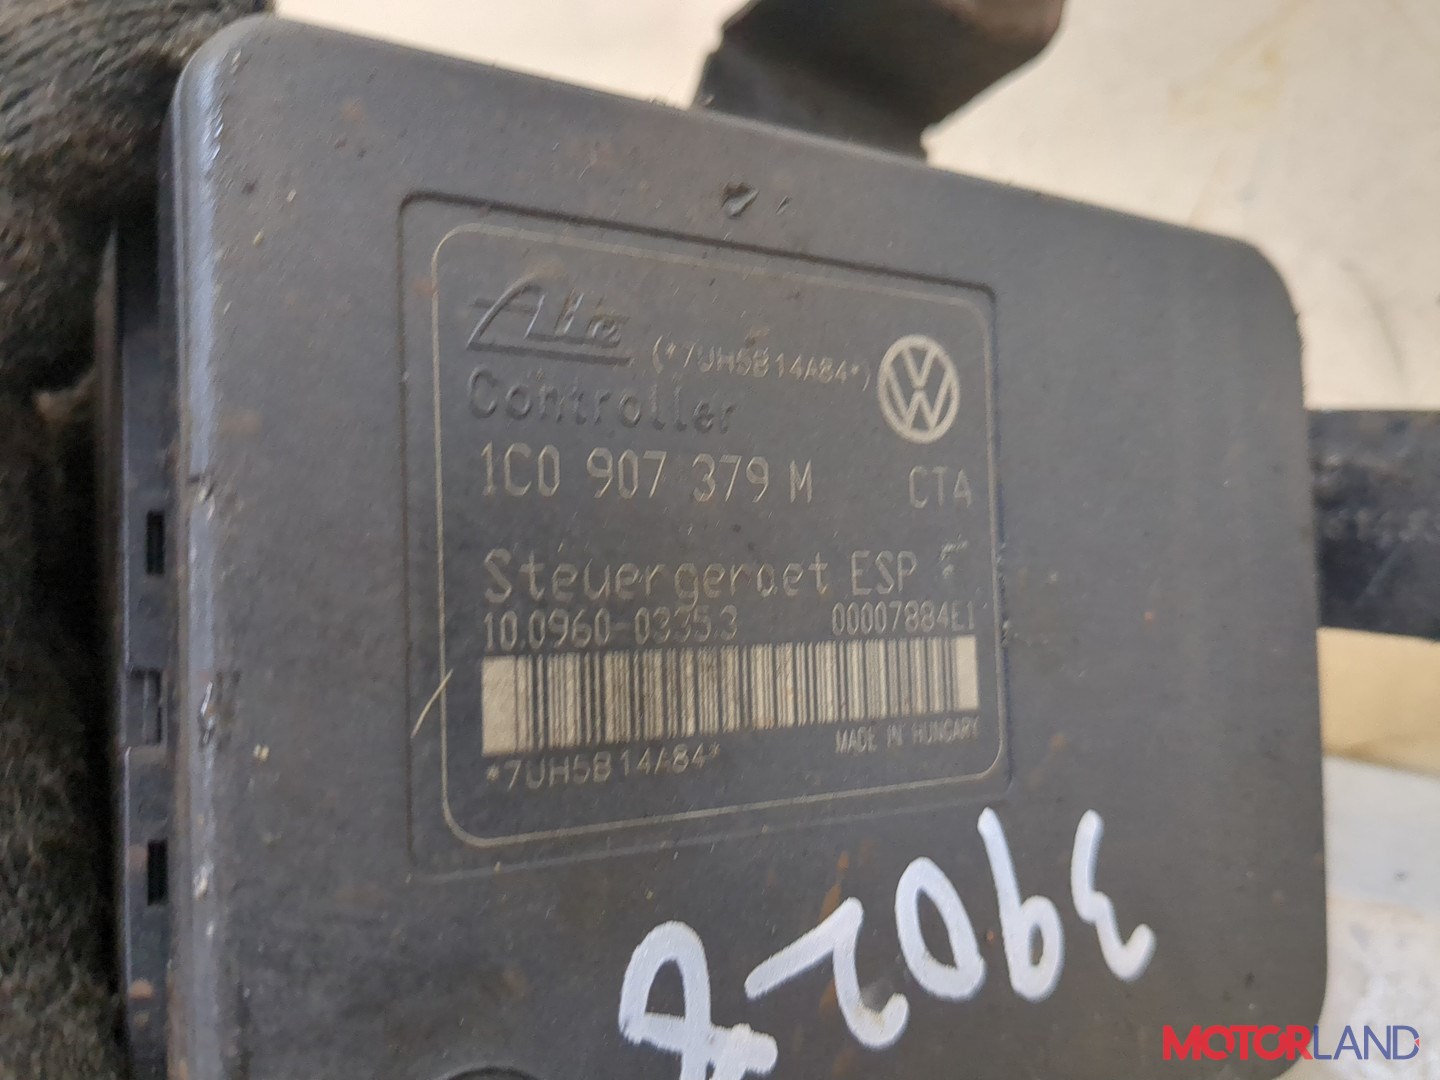 Ate
(*7UH5B14A84*)
Controller
1C0 907 379 M CTA
Steuergeraet ESP F
10.0960-0335.3 00007884E1
MADE IN HUNGARY
*7UH5B14A84*
3902
MOTORLAND